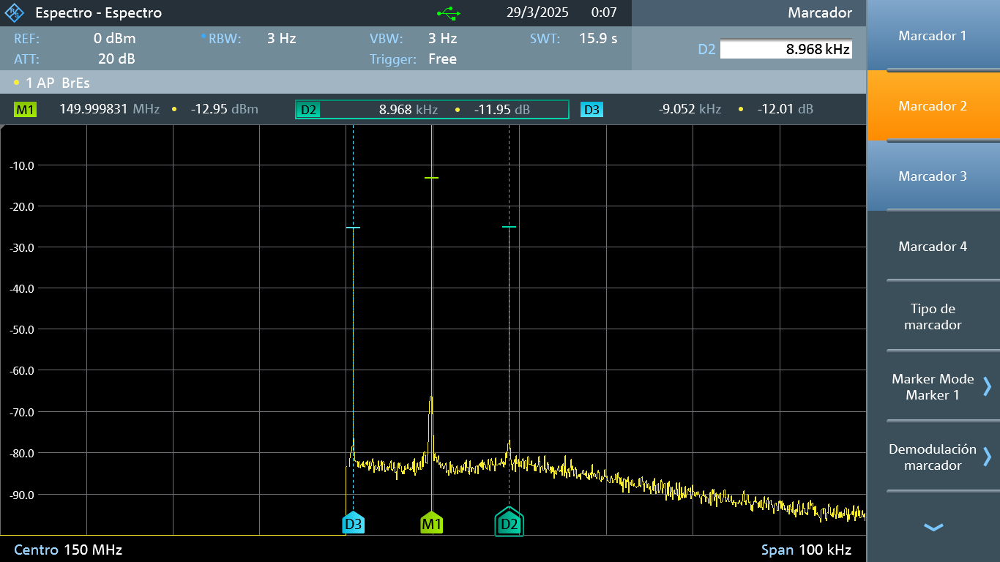 Espectro - Espectro 29/3/2025 0:07 Marcador
REF: 0 dBm RBW: 3 Hz VBW: 3 Hz SWT: 15.9 s
ATT: 20 dB Trigger: Free
D2 8.968 kHz
1 AP BrEs
M1 149.999831 MHz -12.95 dBm D2 8.968 kHz -11.95 dB D3 -9.052 kHz -12.01 dB
-10.0
-20.0
-30.0
-40.0
-50.0
-60.0
-70.0
-80.0
-90.0
D3 M1 D2
Centro 150 MHz Span 100 kHz
Marcador 1
Marcador 2
Marcador 3
Marcador 4
Tipo de
marcador
Marker Mode
Marker 1
Demodulación
marcador